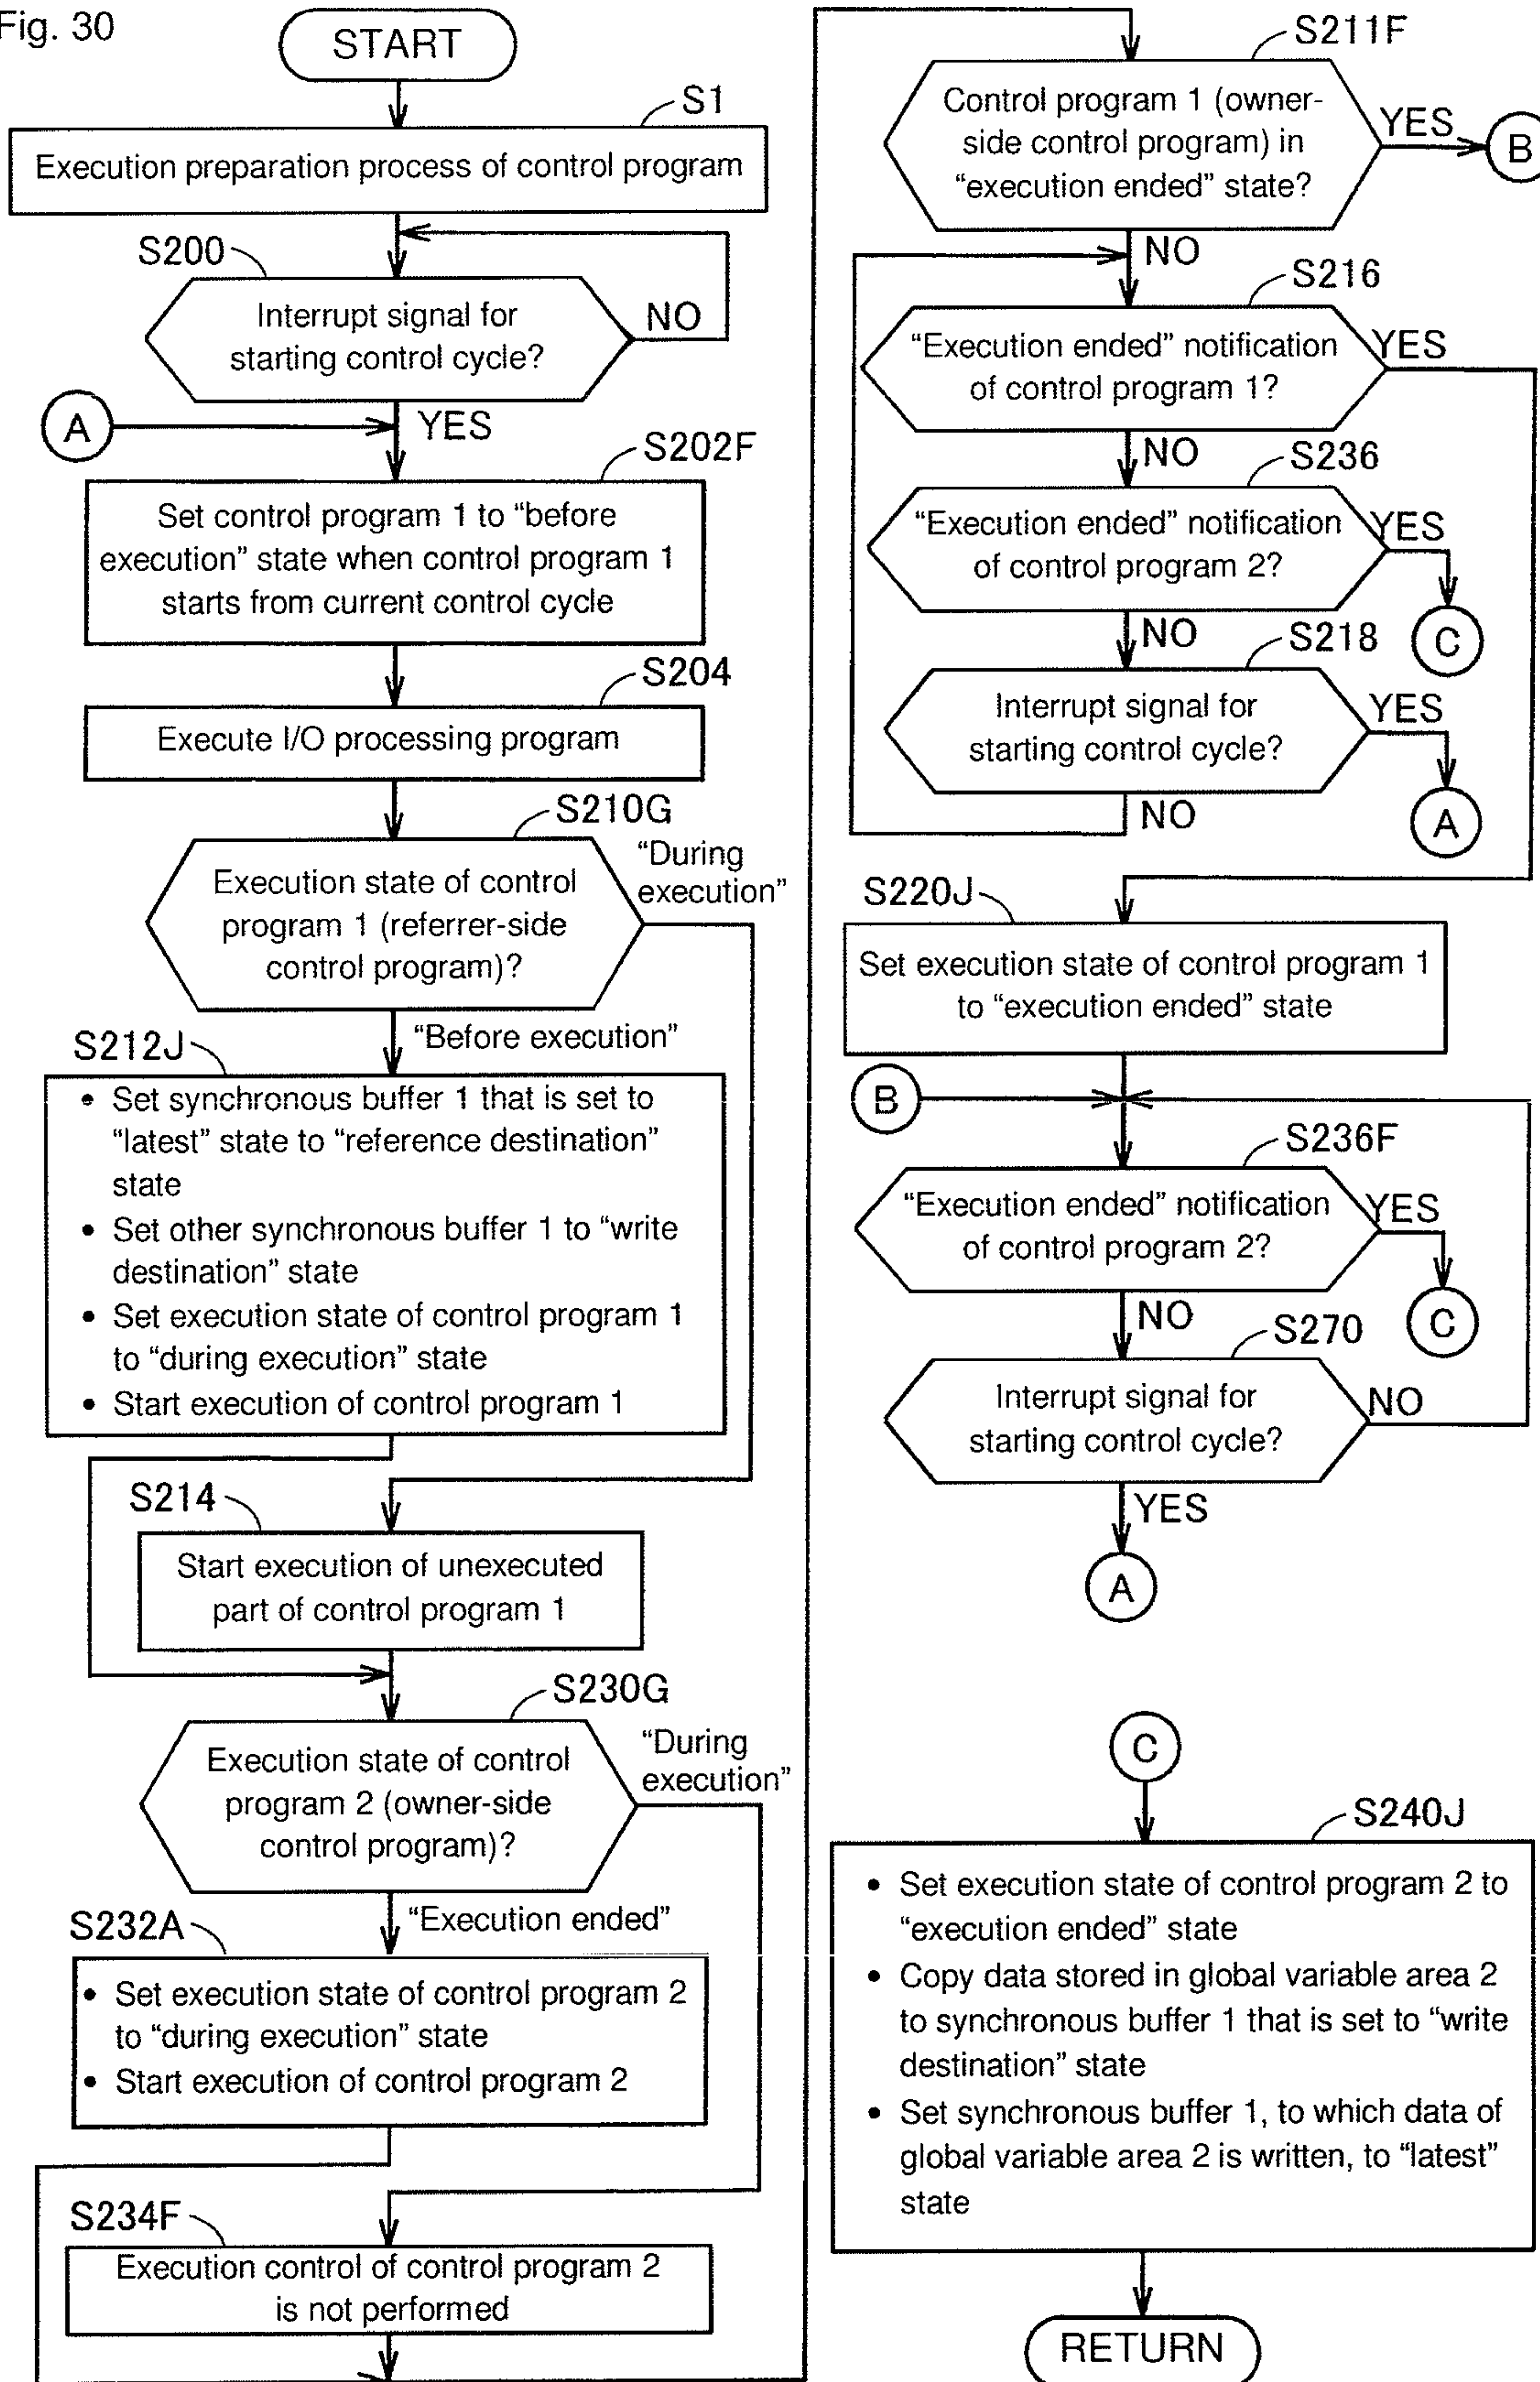 Fig. 30
START
S1
Execution preparation process of control program
S200
Interrupt signal for
starting control cycle?
NO
A
YES
S202F
Set control program 1 to “before
execution” state when control program 1
starts from current control cycle
S204
Execute I/O processing program
S210G
“During
execution”
Execution state of control
program 1 (referrer-side
control program)?
“Before execution”
S212J
• Set synchronous buffer 1 that is set to
“latest” state to “reference destination”
state
• Set other synchronous buffer 1 to “write
destination” state
• Set execution state of control program 1
to “during execution” state
• Start execution of control program 1
S214
Start execution of unexecuted
part of control program 1
S230G
“During
execution”
Execution state of control
program 2 (owner-side
control program)?
“Execution ended”
S232A
• Set execution state of control program 2
to “during execution” state
• Start execution of control program 2
S234F
Execution control of control program 2
is not performed
S211F
Control program 1 (owner-
side control program) in
“execution ended” state?
YES
B
NO
S216
“Execution ended” notification
of control program 1?
YES
NO
S236
“Execution ended” notification
of control program 2?
YES
C
NO
S218
Interrupt signal for
starting control cycle?
YES
A
NO
S220J
Set execution state of control program 1
to “execution ended” state
B
S236F
“Execution ended” notification
of control program 2?
YES
C
NO
S270
Interrupt signal for
starting control cycle?
NO
YES
A
C
S240J
• Set execution state of control program 2 to
“execution ended” state
• Copy data stored in global variable area 2
to synchronous buffer 1 that is set to “write
destination” state
• Set synchronous buffer 1, to which data of
global variable area 2 is written, to “latest”
state
RETURN